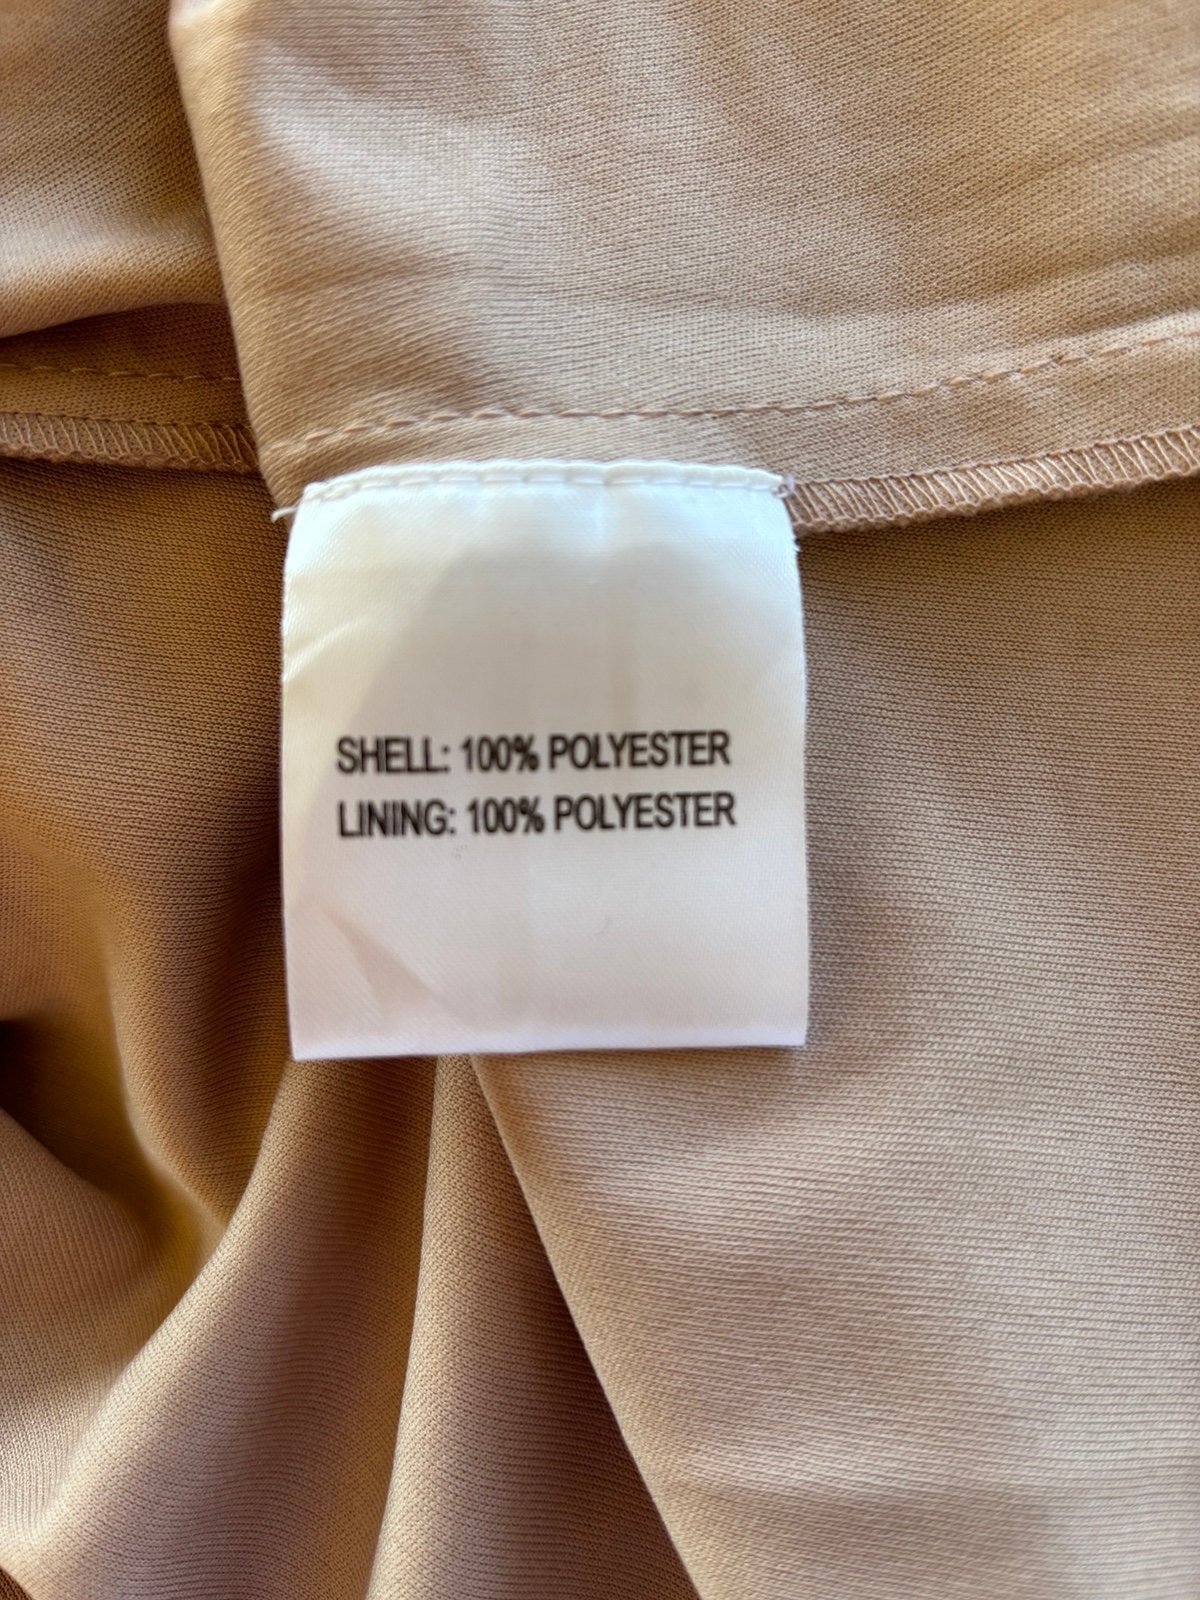 SHELL: 100% POLYESTER
LINING: 100% POLYESTER